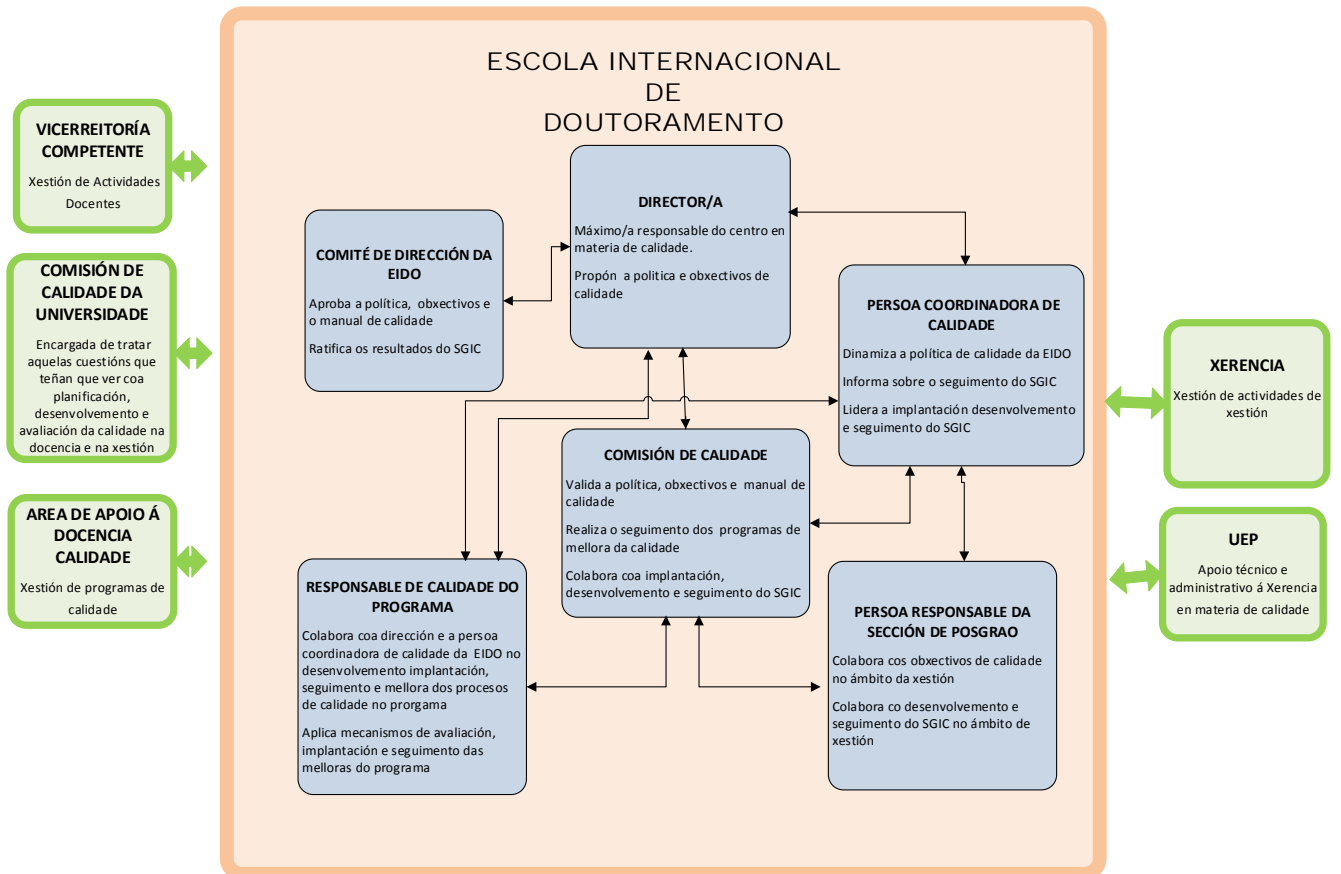 ESCOLA INTERNACIONAL
DE
DOUTORAMENTO
VICERREITORÍA
COMPETENTE
Xestión de Actividades
Docentes
COMISIÓN DE
CALIDADE DA
UNIVERSIDADE
Encargada de tratar
aquelas cuestións que
teñan que ver coa
planificación,
desenvolvemento e
avaliación da calidade na
docencia e na xestión
AREA DE APOIO Á
DOCENCIA
CALIDADE
Xestión de programas de
calidade
DIRECTOR/A
Máximo/a responsable do centro en
materia de calidade.
Propón a politica e obxectivos de
calidade
COMITÉ DE DIRECCIÓN DA
EIDO
Aproba a política, obxectivos e
o manual de calidade
Ratifica os resultados do SGIC
PERSOA COORDINADORA DE
CALIDADE
Dinamiza a política de calidade da EIDO
Informa sobre o seguimento do SGIC
Lidera a implantación desenvolvemento
e seguimento do SGIC
COMISIÓN DE CALIDADE
Valida a política, obxectivos e manual de
calidade
Realiza o seguimento dos programas de
mellora da calidade
Colabora coa implantación,
desenvolvemento e seguimento do SGIC
RESPONSABLE DE CALIDADE DO
PROGRAMA
Colabora coa dirección e a persoa
coordinadora de calidade da EIDO no
desenvolvemento implantación,
seguimento e mellora dos procesos
de calidade no prorgama
Aplica mecanismos de avaliación,
implantación e seguimento das
melloras do programa
PERSOA RESPONSABLE DA
SECCIÓN DE POSGRAO
Colabora cos obxectivos de calidade
no ámbito da xestión
Colabora co desenvolvemento e
seguimento do SGIC no ámbito de
xestión
XERENCIA
Xestión de actividades de
xestión
UEP
Apoio técnico e
administrativo á Xerencia
en materia de calidade